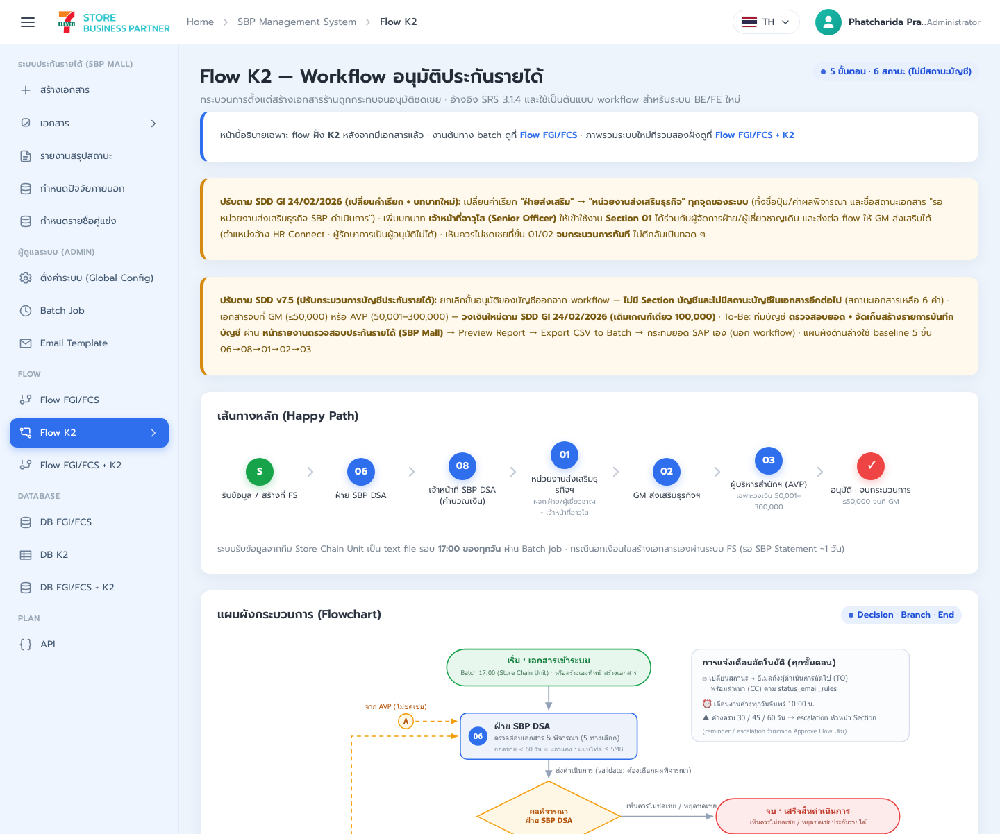 STORE
BUSINESS PARTNER
ELEVEN
Home
SBP Management System
Flow K2
TH
Phatcharida Pra...
Administrator
ระบบประกันรายได้ (SBP MALL)
สร้างเอกสาร
เอกสาร
รายงานสรุปสถานะ
กำหนดปัจจัยภายนอก
กำหนดรายชื่อคู่แข่ง
ผู้ดูแลระบบ (ADMIN)
ตั้งค่าระบบ (Global Config)
Batch Job
Email Template
FLOW
Flow FGI/FCS
Flow K2
Flow FGI/FCS + K2
DATABASE
DB FGI/FCS
DB K2
DB FGI/FCS + K2
PLAN
API
Flow K2 — Workflow อนุมัติประกันรายได้
5 ขั้นตอน · 6 สถานะ (ไม่มีสถานะบัญชี)
กระบวนการตั้งแต่สร้างเอกสารร้านถูกกระทบจนอนุมัติชดเชย · อ้างอิง SRS 3.1.4 และใช้เป็นต้นแบบ workflow สำหรับระบบ BE/FE ใหม่
หน้านี้อธิบายเฉพาะ flow ฝั่ง K2 หลังจากมีเอกสารแล้ว · งานต้นทาง batch ดูที่ Flow FGI/FCS · ภาพรวมระบบใหม่ที่รวมสองฝั่งดูที่ Flow FGI/FCS + K2
ปรับตาม SDD GI 24/02/2026 (เปลี่ยนคำเรียก + บทบาทใหม่): เปลี่ยนคำเรียก "ฝ่ายส่งเสริม" → "หน่วยงานส่งเสริมธุรกิจ" ทุกจุดของระบบ (ทั้งชื่อปุ่ม/ค่าผลพิจารณา และชื่อสถานะเอกสาร "รอ
หน่วยงานส่งเสริมธุรกิจ SBP ดำเนินการ") · เพิ่มบทบาท เจ้าหน้าที่อาวุโส (Senior Officer) ให้เข้าใช้งาน Section 01 ได้ร่วมกับผู้จัดการฝ่าย/ผู้เชี่ยวชาญเดิม และส่งต่อ flow ให้ GM ส่งเสริมได้
(ตำแหน่งอ้าง HR Connect · ผู้รักษาการเป็นผู้อนุมัติไม่ได้) · เห็นควรไม่ชดเชยที่ขั้น 01/02 จบกระบวนการทันที ไม่ตีกลับเป็นทอด ๆ
ปรับตาม SDD v7.5 (ปรับกระบวนการบัญชีประกันรายได้): ยกเลิกขั้นอนุมัติของบัญชีออกจาก workflow — ไม่มี Section บัญชีและไม่มีสถานะบัญชีในเอกสารอีกต่อไป (สถานะเอกสารเหลือ 6 ค่า) ·
เอกสารจบที่ GM (≤50,000) หรือ AVP (50,001–300,000) — วงเงินใหม่ตาม SDD GI 24/02/2026 (เดิมเกณฑ์เดียว 100,000) · To-Be: ทีมบัญชี ตรวจสอบยอด + จัดเก็บสร้างรายการบันทึก
บัญชี ผ่าน หน้ารายงานตรวจสอบประกันรายได้ (SBP Mall) → Preview Report → Export CSV to Batch → กระทบยอด SAP เอง (นอก workflow) · แผนผังด้านล่างใช้ baseline 5 ขั้น
06→08→01→02→03
เส้นทางหลัก (Happy Path)
S
รับข้อมูล / สร้างที่ FS
06
ฝ่าย SBP DSA
08
เจ้าหน้าที่ SBP DSA
(คำนวณเงิน)
01
หน่วยงานส่งเสริมธุ
รกิจฯ
ผจก.ฝ่าย/ผู้เชี่ยวชาญ
+ เจ้าหน้าที่อาวุโส
02
GM ส่งเสริมธุรกิจฯ
03
ผู้บริหารสำนักฯ (AVP)
เฉพาะวงเงิน 50,001–
300,000
✓
อนุมัติ · จบกระบวนการ
≤50,000 จบที่ GM
ระบบรับข้อมูลจากทีม Store Chain Unit เป็น text file รอบ 17:00 ของทุกวัน ผ่าน Batch job · กรณีนอกเงื่อนไขสร้างเอกสารเองผ่านระบบ FS (รอ SBP Statement ~1 วัน)
แผนผังกระบวนการ (Flowchart)
Decision · Branch · End
เริ่ม · เอกสารเข้าระบบ
Batch 17:00 (Store Chain Unit) · หรือสร้างเองที่หน้าสร้างเอกสาร
การแจ้งเตือนอัตโนมัติ (ทุกขั้นตอน)
✉ เปลี่ยนสถานะ → อีเมลถึงผู้ดำเนินการถัดไป (TO)
พร้อมสำเนา (CC) ตาม status_email_rules
⏰ เตือนงานค้างทุกวันจันทร์ 10:00 น.
▲ ค้างครบ 30 / 45 / 60 วัน → escalation หัวหน้า Section
(reminder / escalation รับมาจาก Approve Flow เดิม)
จาก AVP (ไม่ชดเชย)
A
06
ฝ่าย SBP DSA
ตรวจสอบเอกสาร & พิจารณา (5 ทางเลือก)
ยอดขาย < 60 วัน = แถวแดง · แนบไฟล์ ≤ 5MB
ส่งดำเนินการ (validate: ต้องเลือกผลพิจารณา)
ผลพิจารณา
ฝ่าย SBP DSA
เห็นควรไม่ชดเชย / หยุดชดเชย
จบ · เสร็จสิ้นดำเนินการ
เห็นควรไม่ชดเชย / หยุดชดเชยประกันรายได้